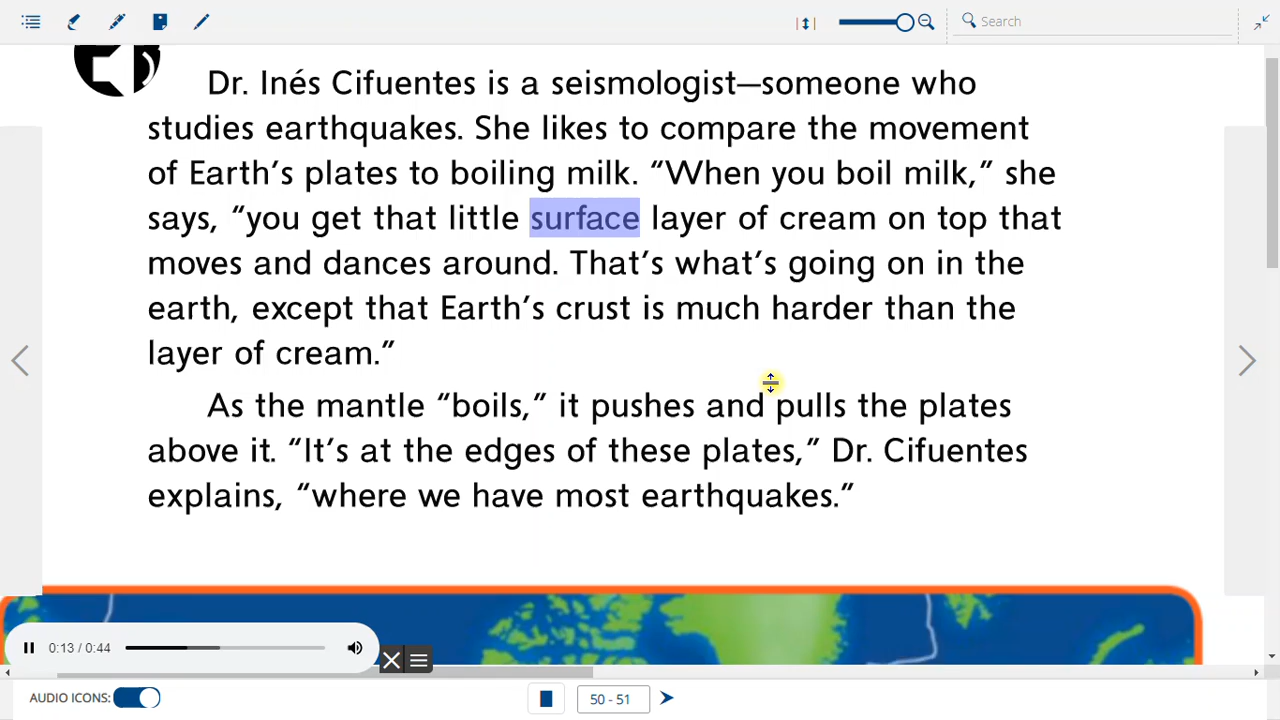 Search
Dr. Inés Cifuentes is a seismologist—someone who
studies earthquakes. She likes to compare the movement
of Earth’s plates to boiling milk. “When you boil milk,” she
says, “you get that little surface layer of cream on top that
moves and dances around. That’s what’s going on in the
earth, except that Earth’s crust is much harder than the
layer of cream.”
As the mantle “boils,” it pushes and pulls the plates
above it. “It’s at the edges of these plates,” Dr. Cifuentes
explains, “where we have most earthquakes.”
0:13 / 0:44
AUDIO ICONS:
50 - 51